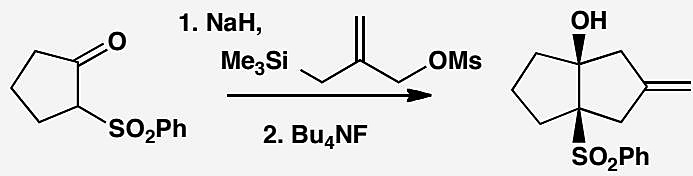 1. NaH,
O
Me3Si
OMs
SO2Ph
2. Bu4NF
OH
SO2Ph